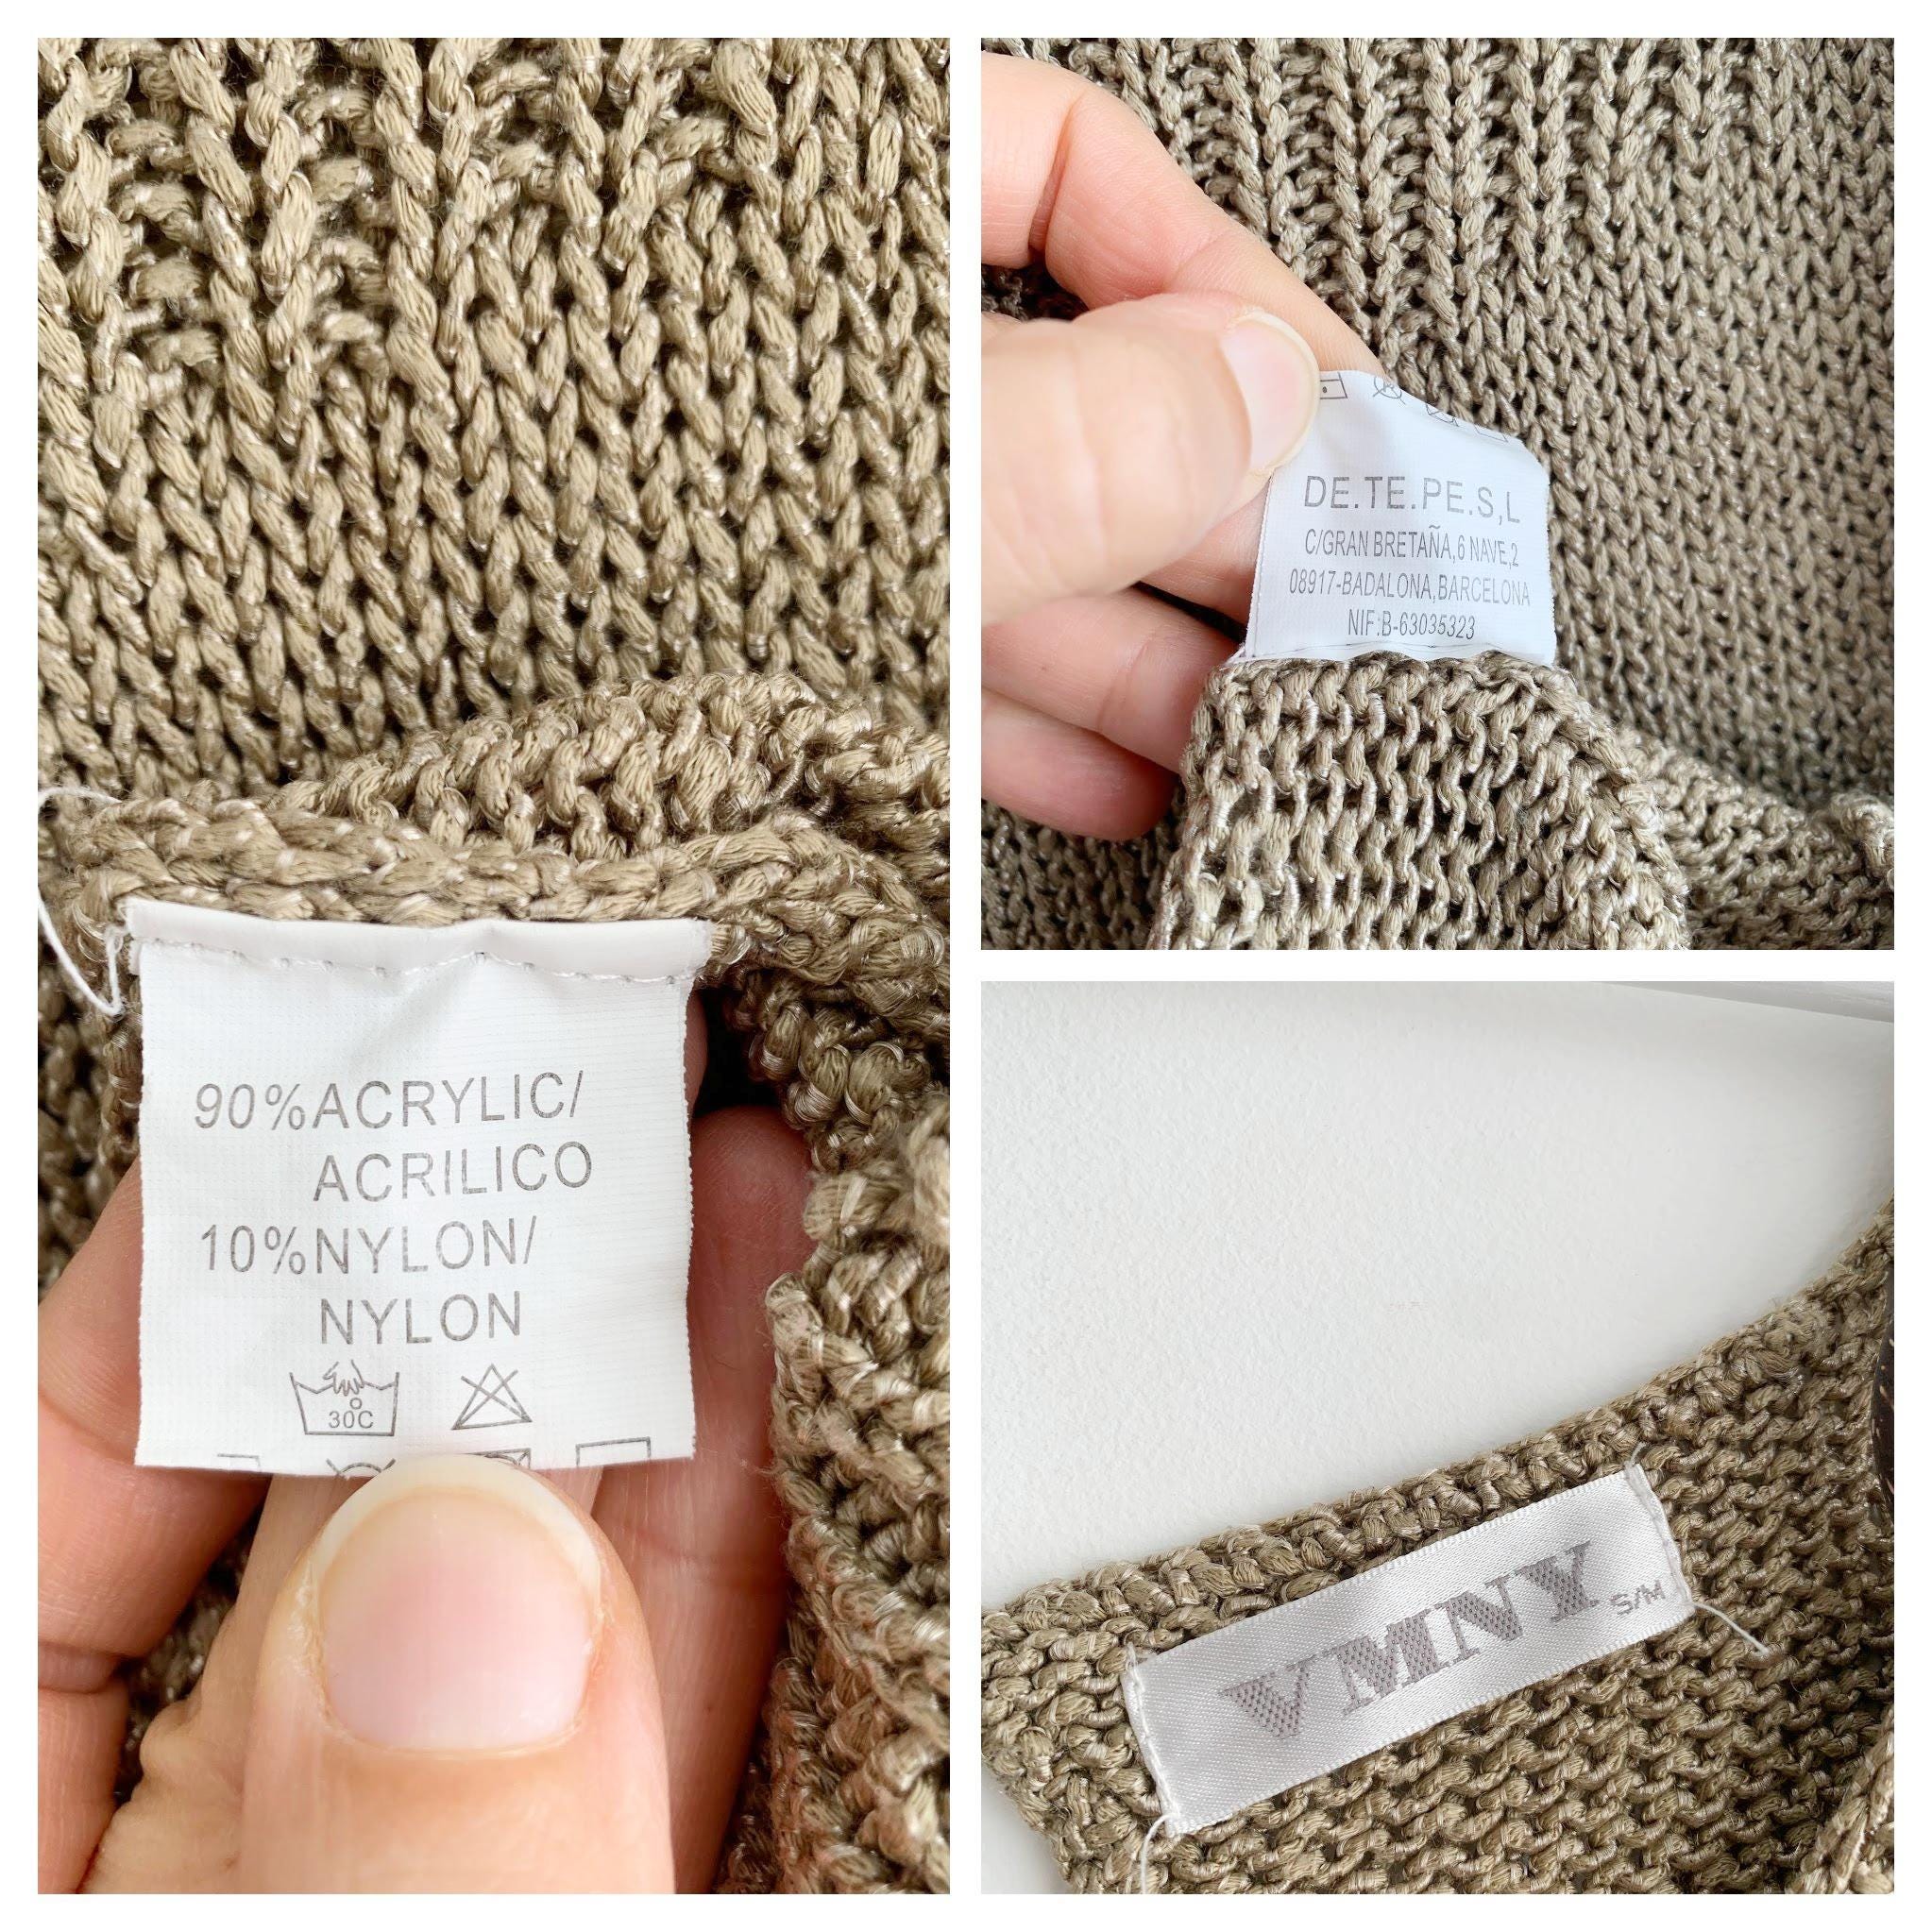 90%ACRYLIC/
ACRILICO
10%NYLON/
NYLON
30C
DE.TE.PE.S,L
C/GRAN BRETAÑA,6 NAVE,2
08917-BADALONA,BARCELONA
NIF:B-63035323
VMNY S/M